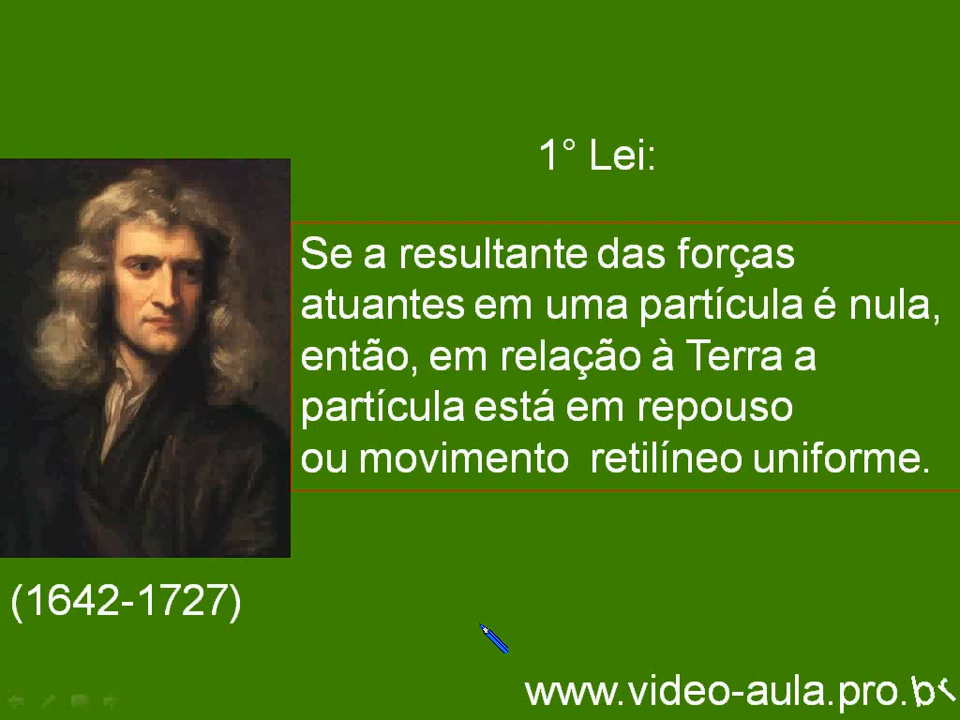 1° Lei:
Se a resultante das forças
atuantes em uma partícula é nula,
então, em relação à Terra a
partícula está em repouso
ou movimento retilíneo uniforme.
(1642-1727)
www.video-aula.pro.br